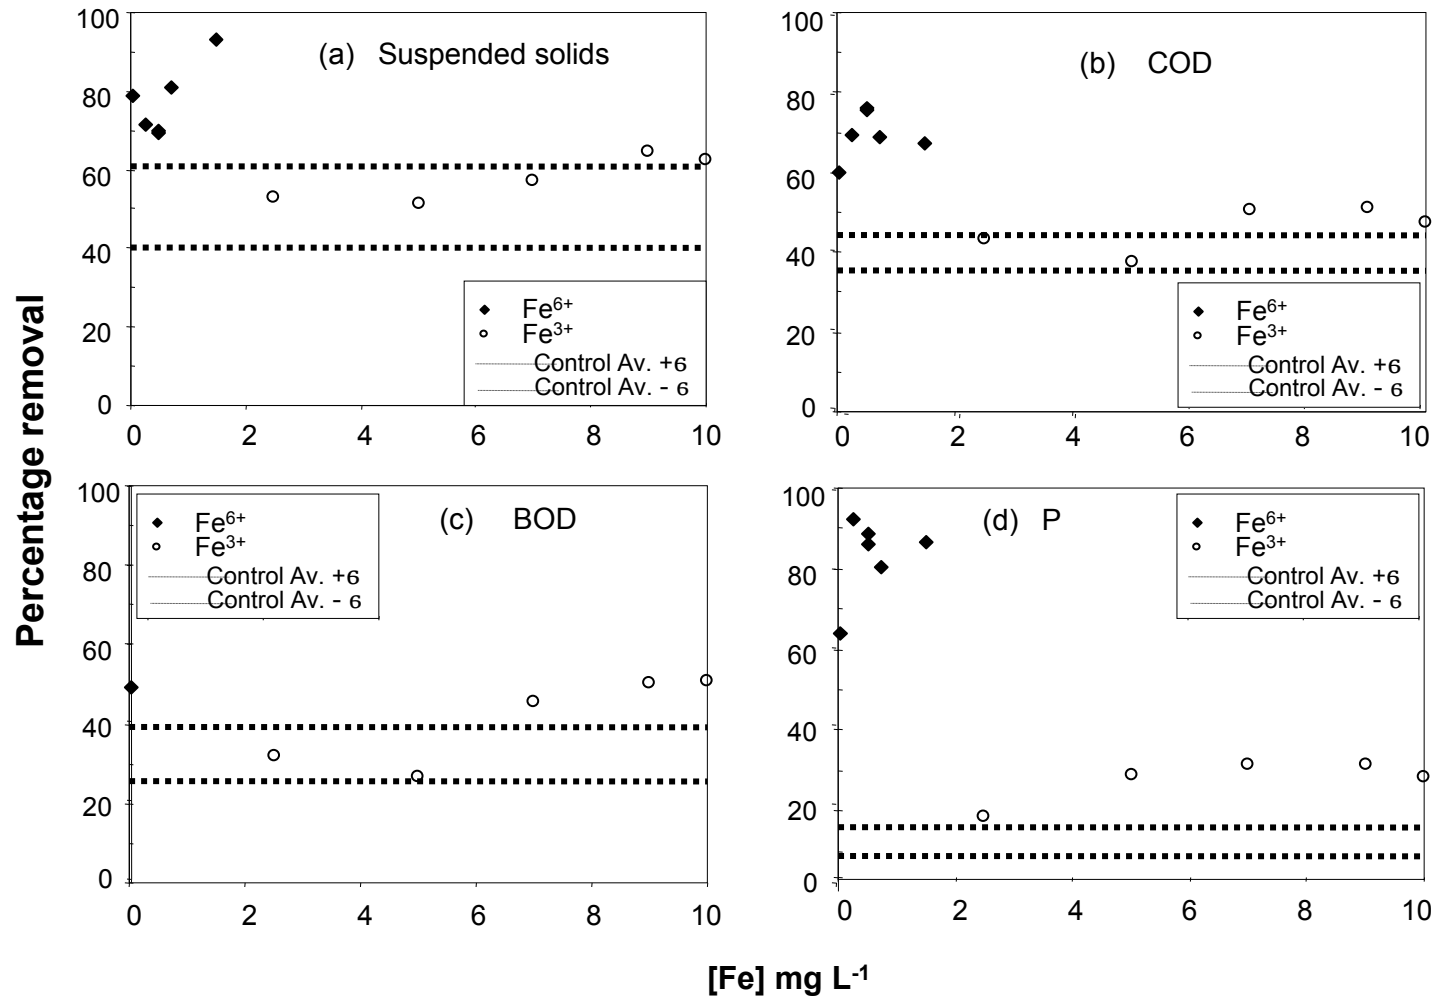 Percentage removal
100
80
60
40
20
0
(a) Suspended solids
Fe⁶⁺
Fe³⁺
Control Av. +6
Control Av. - 6
0 2 4 6 8 10
100
80
60
40
20
0
(b) COD
Fe⁶⁺
Fe³⁺
Control Av. +6
Control Av. - 6
0 2 4 6 8 10
100
80
60
40
20
0
Fe⁶⁺
Fe³⁺
Control Av. +6
Control Av. - 6
(c) BOD
0 2 4 6 8 10
100
80
60
40
20
0
(d) P
Fe⁶⁺
Fe³⁺
Control Av. +6
Control Av. - 6
0 2 4 6 8 10
[Fe] mg L⁻¹